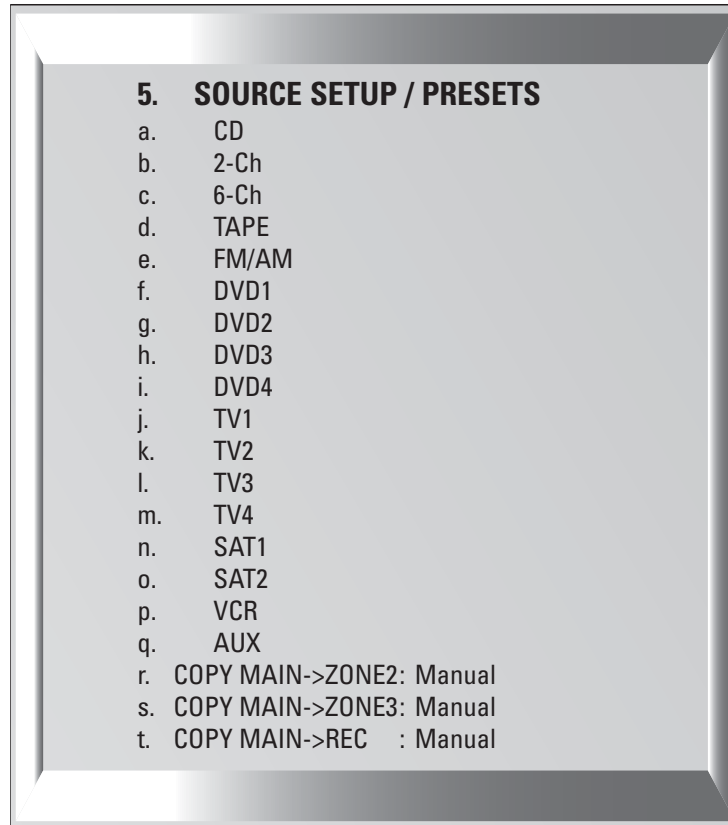 5. SOURCE SETUP / PRESETS
a. CD
b. 2-Ch
c. 6-Ch
d. TAPE
e. FM/AM
f. DVD1
g. DVD2
h. DVD3
i. DVD4
j. TV1
k. TV2
l. TV3
m. TV4
n. SAT1
o. SAT2
p. VCR
q. AUX
r. COPY MAIN->ZONE2: Manual
s. COPY MAIN->ZONE3: Manual
t. COPY MAIN->REC : Manual